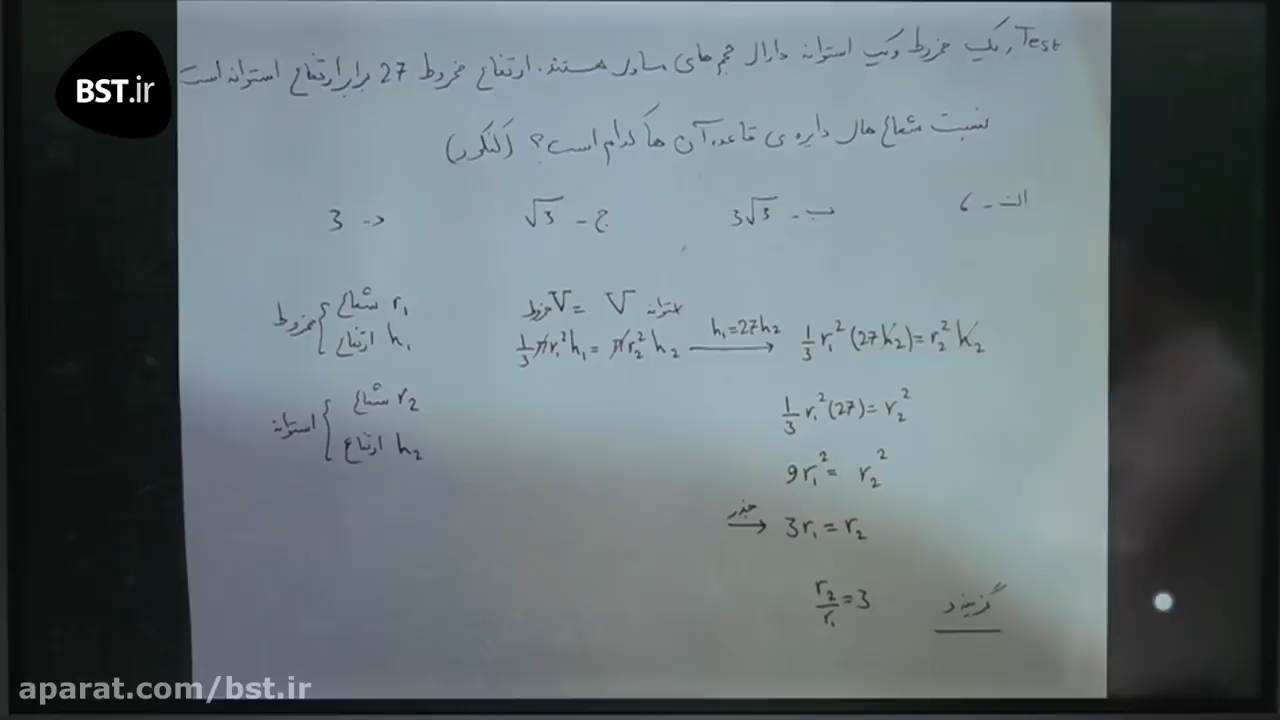 BST.ir
Test, یک مخروط و یک استوانه دارای حجم های مساوی هستند. ارتفاع مخروط 27 برابر ارتفاع استوانه است
نسبت شعاع های دایره ی قاعده آن ها کدام است؟ (کنکور)
الف - 6 ب - 3√3 ج - √3 د - 3
مخروط { شعاع r₁
ارتفاع h₁
استوانه { شعاع r₂
ارتفاع h₂
V مخروط = V استوانه
1/3 πr₁²h₁ = πr₂²h₂ h₁=27h₂ → 1/3 r₁²(27h₂) = r₂²h₂
1/3 r₁²(27) = r₂²
9r₁² = r₂²
جذر → 3r₁ = r₂
r₂/r₁ = 3 گزینه د
aparat.com/bst.ir